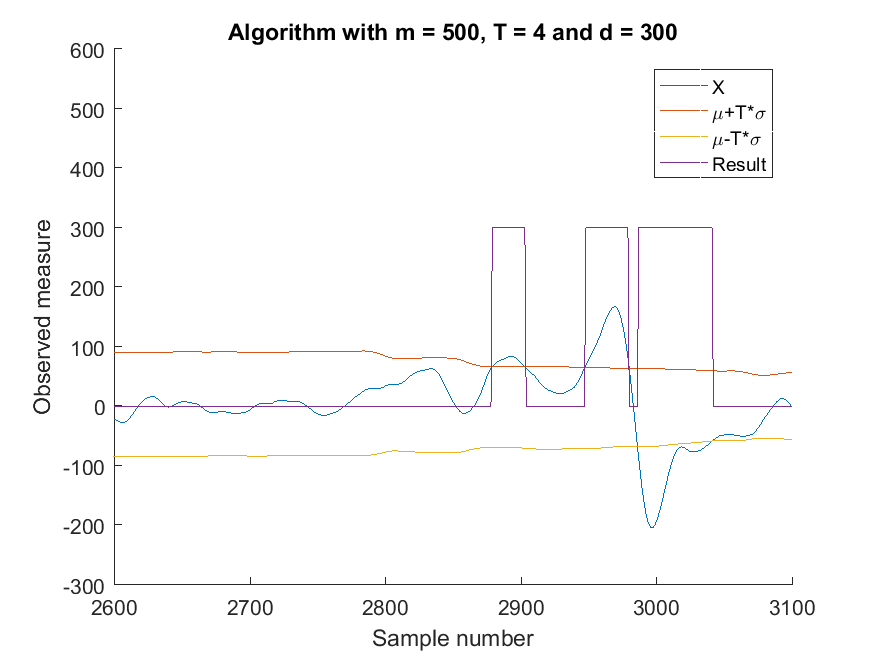 Algorithm with m = 500, T = 4 and d = 300
600
500
400
300
200
100
0
-100
-200
-300
Observed measure
X
μ+T*σ
μ-T*σ
Result
2600 2700 2800 2900 3000 3100
Sample number